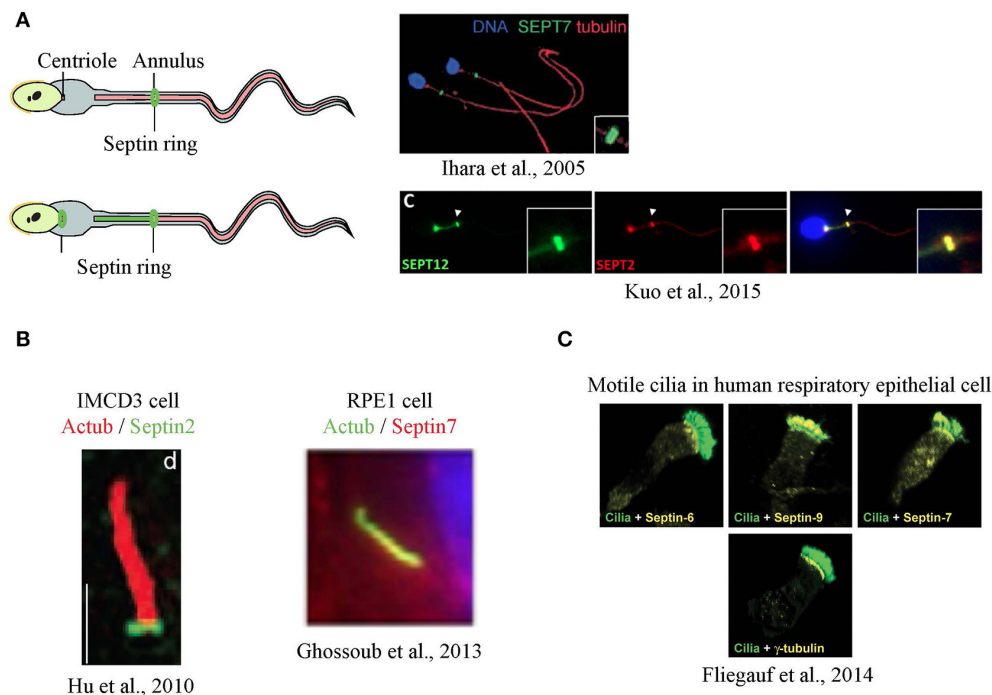 A
Centriole Annulus
Septin ring
DNA SEPT7 tubulin
Ihara et al., 2005
Septin ring
C
SEPT12
SEPT2
Kuo et al., 2015
B
IMCD3 cell
Actub / Septin2
d
Hu et al., 2010
RPE1 cell
Actub / Septin7
Ghossoub et al., 2013
C
Motile cilia in human respiratory epithelial cell
Cilia + Septin-6
Cilia + Septin-9
Cilia + Septin-7
Cilia + γ-tubulin
Fliegauf et al., 2014